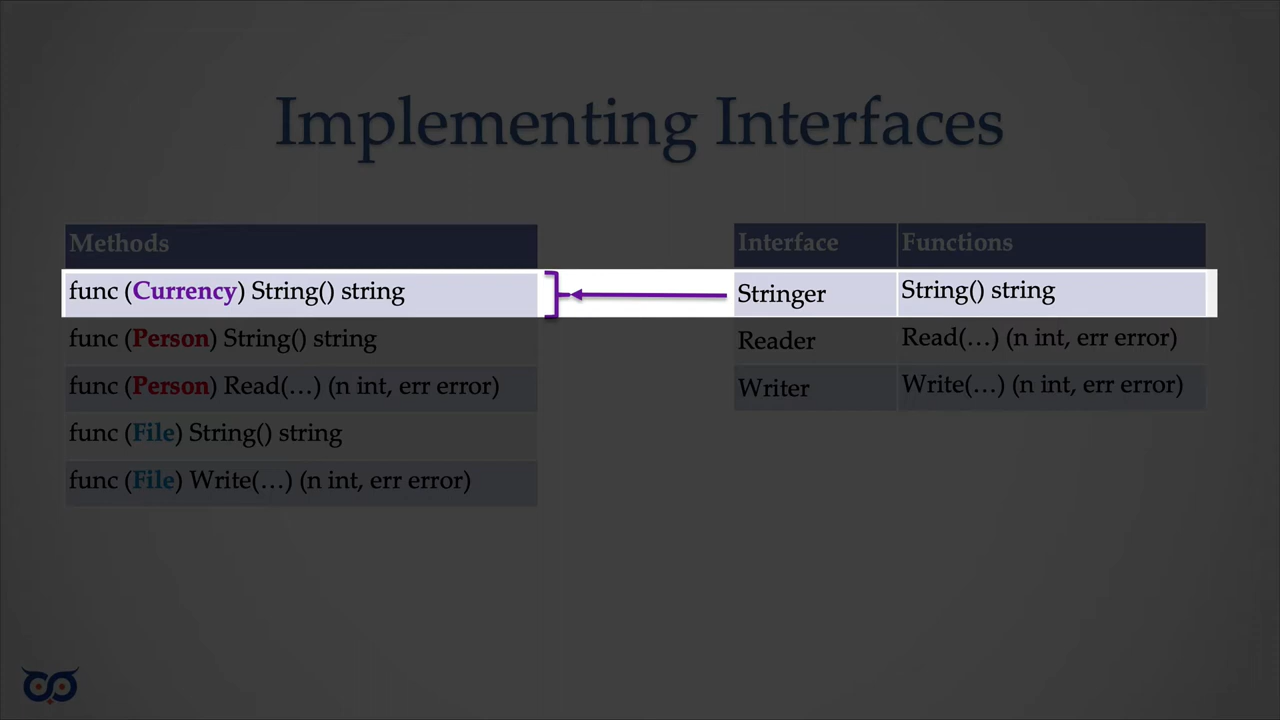 Implementing Interfaces
Methods
func (Currency) String() string
func (Person) String() string
func (Person) Read(…) (n int, err error)
func (File) String() string
func (File) Write(…) (n int, err error)
Interface Functions
Stringer String() string
Reader Read(…) (n int, err error)
Writer Write(…) (n int, err error)